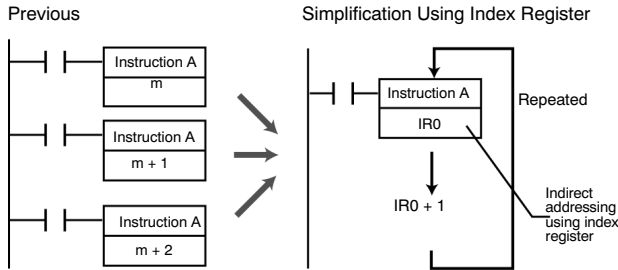 Previous
Instruction A
m
Instruction A
m + 1
Instruction A
m + 2
Simplification Using Index Register
Instruction A
IR0
IR0 + 1
Repeated
Indirect
addressing
using index
register